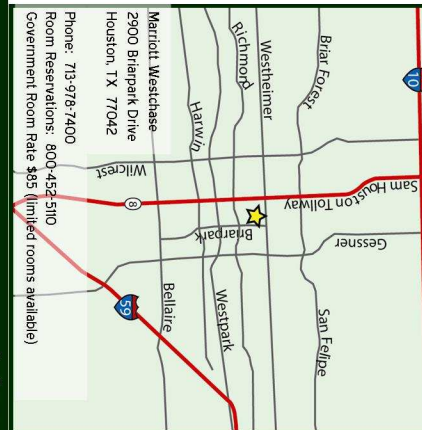 Marriott Westchase
2900 Briarpark Drive
Houston, TX 77042
Phone: 713-978-7400
Room Reservations: 800-452-5110
Government Room Rate $85 (limited rooms available)
10
Briar Forest
Westheimer
Richmond
Harwin
Wilcrest
Sam Houston Tollway
8
Briarpark
Gessner
59
Bellaire
Westpark
San Felipe